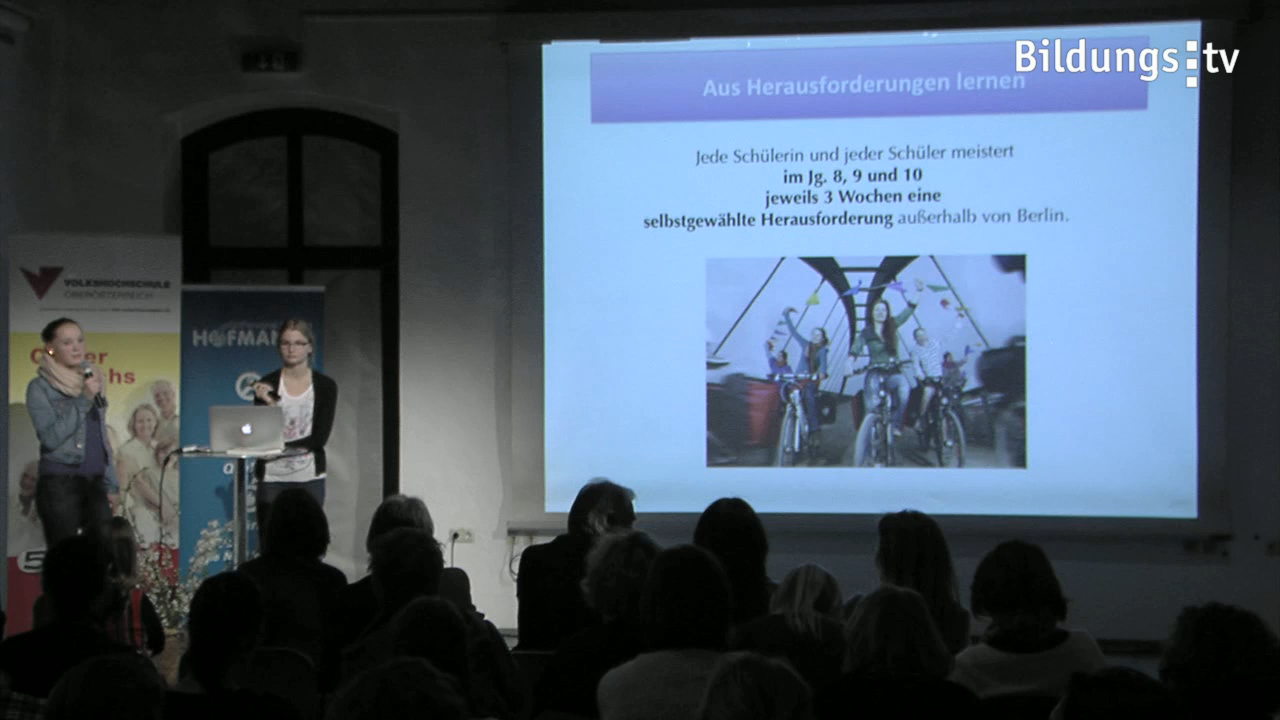 Bildungs:tv
Aus Herausforderungen lernen
Jede Schülerin und jeder Schüler meistert
im Jg. 8, 9 und 10
jeweils 3 Wochen eine
selbstgewählte Herausforderung außerhalb von Berlin.
VOLKSHOCHSCHULE
OBERÖSTERREICH
HOFMAN
5